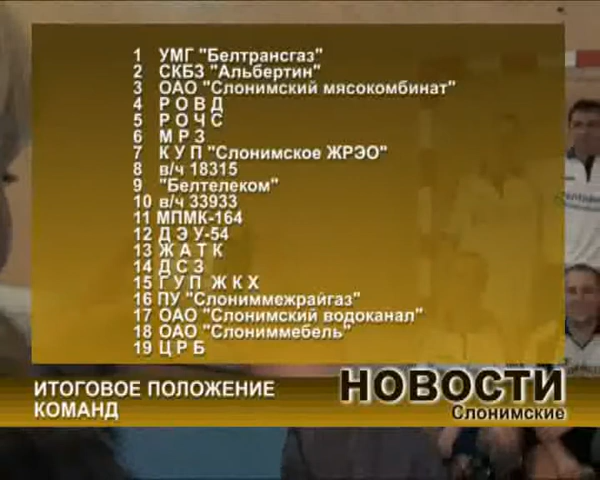 1 УМГ "Белтрансгаз"
2 СКБЗ "Альбертин"
3 ОАО "Слонимский мясокомбинат"
4 Р О В Д
5 Р О Ч С
6 М Р З
7 К У П "Слонимское ЖРЭО"
8 в/ч 18315
9 "Белтелеком"
10 в/ч 33933
11 МПМК-164
12 ДЭУ-54
13 Ж А Т К
14 Д С З
15 Г У П Ж К Х
16 ПУ "Слониммежрайгаз"
17 ОАО "Слонимский водоканал"
18 ОАО "Слониммебель"
19 Ц Р Б
ИТОГОВОЕ ПОЛОЖЕНИЕ
КОМАНД
НОВОСТИ
Слонимские